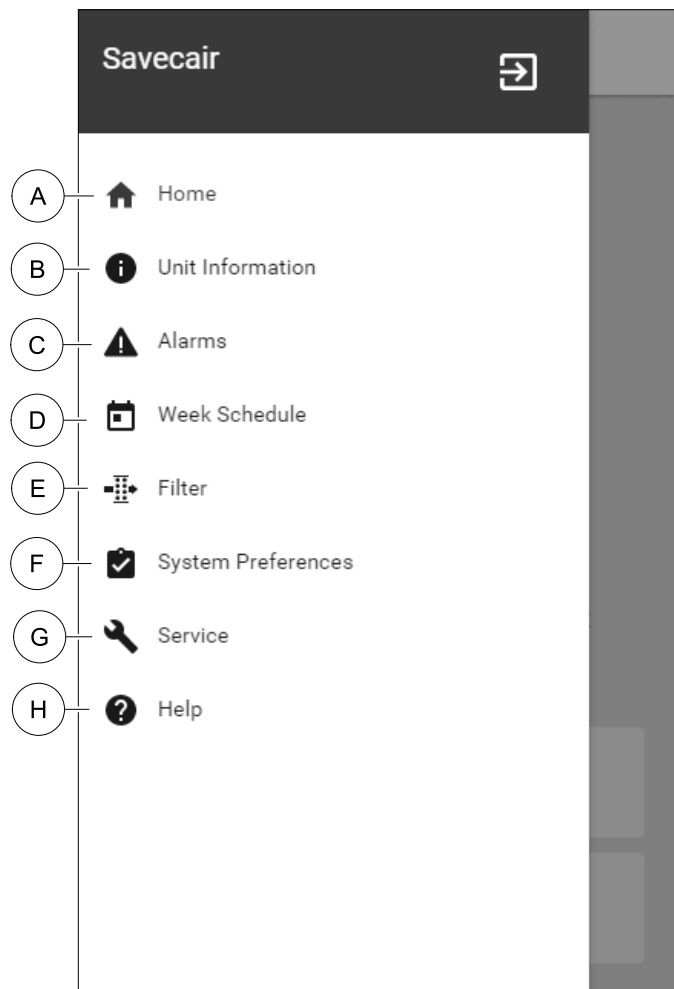 Savecair
A Home
B Unit Information
C Alarms
D Week Schedule
E Filter
F System Preferences
G Service
H Help